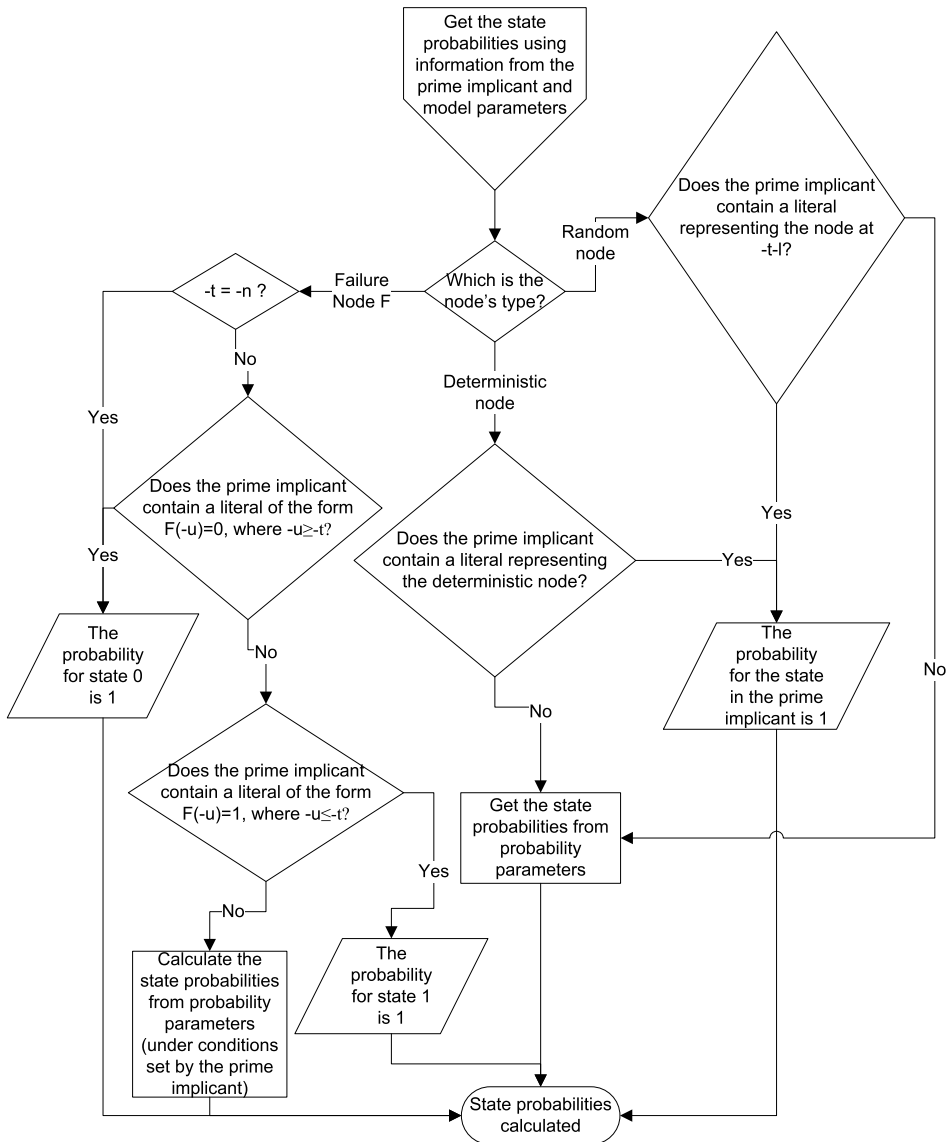 Get the state
probabilities using
information from the
prime implicant and
model parameters
Does the prime implicant
contain a literal
representing the node at
-t-l?
Random
node
Which is the
node's type?
Failure
Node F
-t = -n ?
No
Deterministic
node
Yes
Does the prime implicant
contain a literal of the form
F(-u)=0, where -u≥-t?
Yes
Does the prime implicant
contain a literal representing
the deterministic node?
Yes
Yes
The
probability
for state 0
is 1
No
The
probability
for the state
in the prime
implicant is 1
No
No
Does the prime implicant
contain a literal of the form
F(-u)=1, where -u≤-t?
Get the state
probabilities from
probability
parameters
Yes
No
Calculate the
state probabilities
from probability
parameters
(under conditions
set by the prime
implicant)
The
probability
for state 1
is 1
State probabilities
calculated